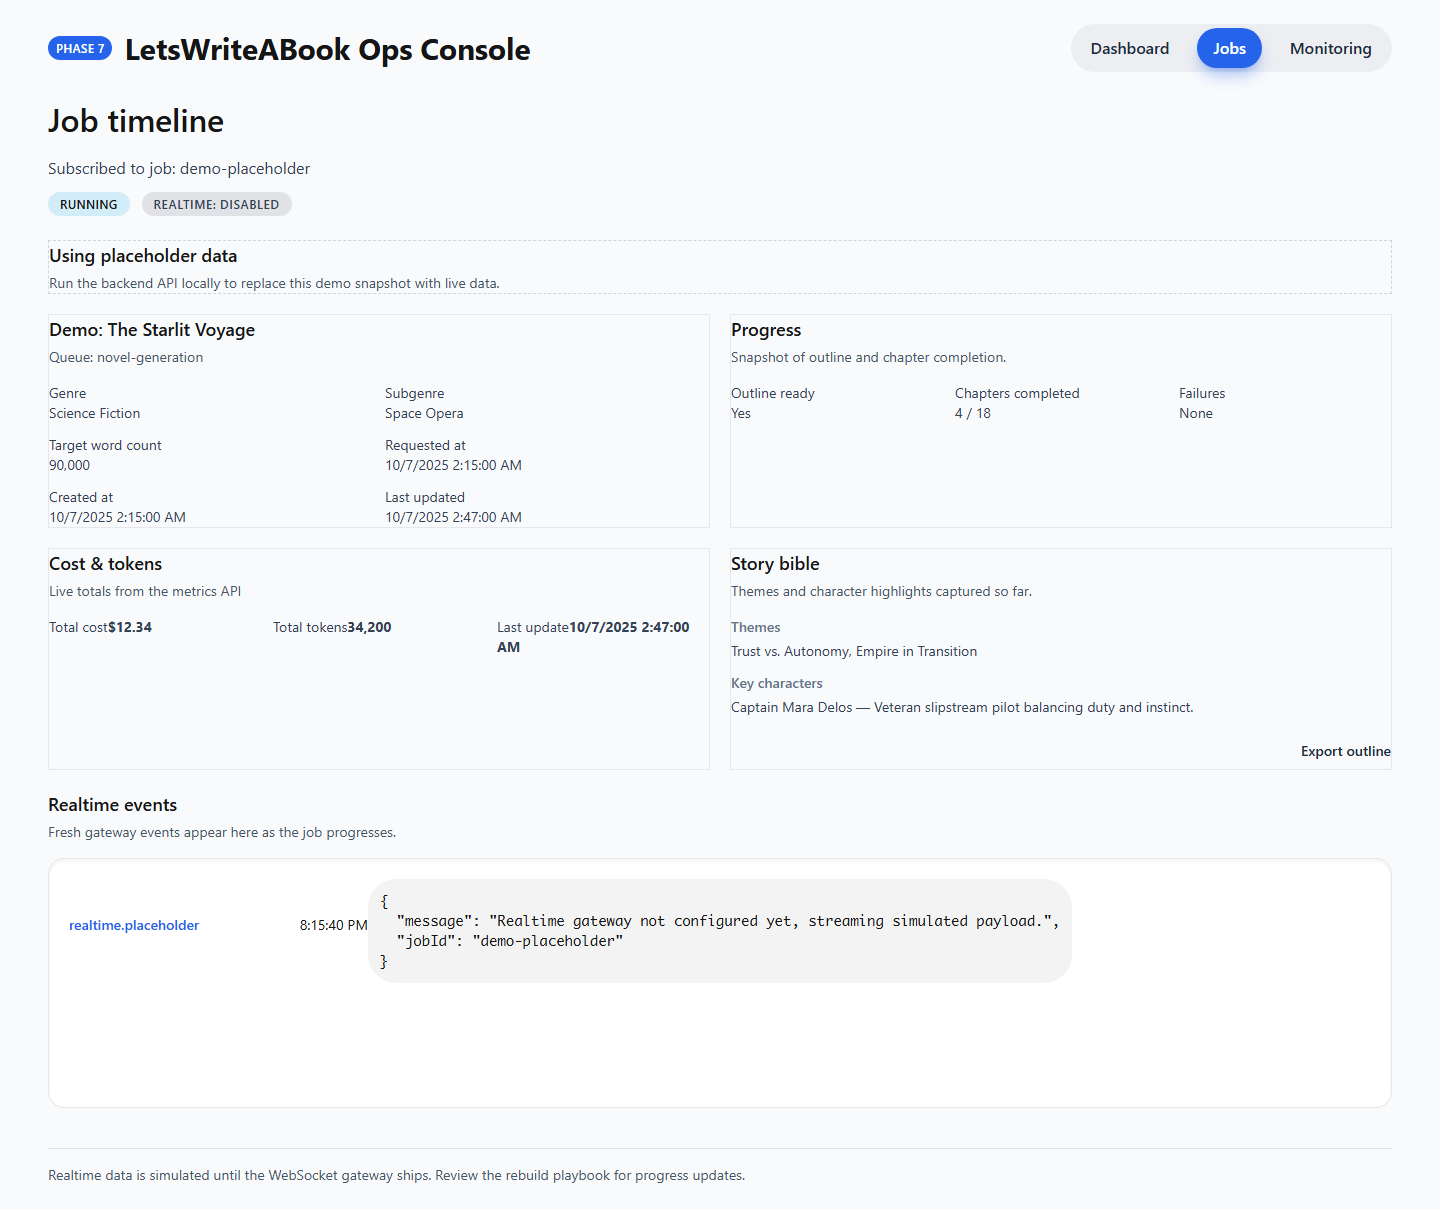 PHASE 7 LetsWriteABook Ops Console Dashboard Jobs Monitoring
Job timeline
Subscribed to job: demo-placeholder
RUNNING REALTIME: DISABLED
Using placeholder data
Run the backend API locally to replace this demo snapshot with live data.
Demo: The Starlit Voyage
Queue: novel-generation
Genre Subgenre
Science Fiction Space Opera
Target word count Requested at
90,000 10/7/2025 2:15:00 AM
Created at Last updated
10/7/2025 2:15:00 AM 10/7/2025 2:47:00 AM
Progress
Snapshot of outline and chapter completion.
Outline ready Chapters completed Failures
Yes 4 / 18 None
Cost & tokens
Live totals from the metrics API
Total cost$12.34 Total tokens34,200 Last update10/7/2025 2:47:00
AM
Story bible
Themes and character highlights captured so far.
Themes
Trust vs. Autonomy, Empire in Transition
Key characters
Captain Mara Delos — Veteran slipstream pilot balancing duty and instinct.
Export outline
Realtime events
Fresh gateway events appear here as the job progresses.
realtime.placeholder 8:15:40 PM
{
"message": "Realtime gateway not configured yet, streaming simulated payload.",
"jobId": "demo-placeholder"
}
Realtime data is simulated until the WebSocket gateway ships. Review the rebuild playbook for progress updates.